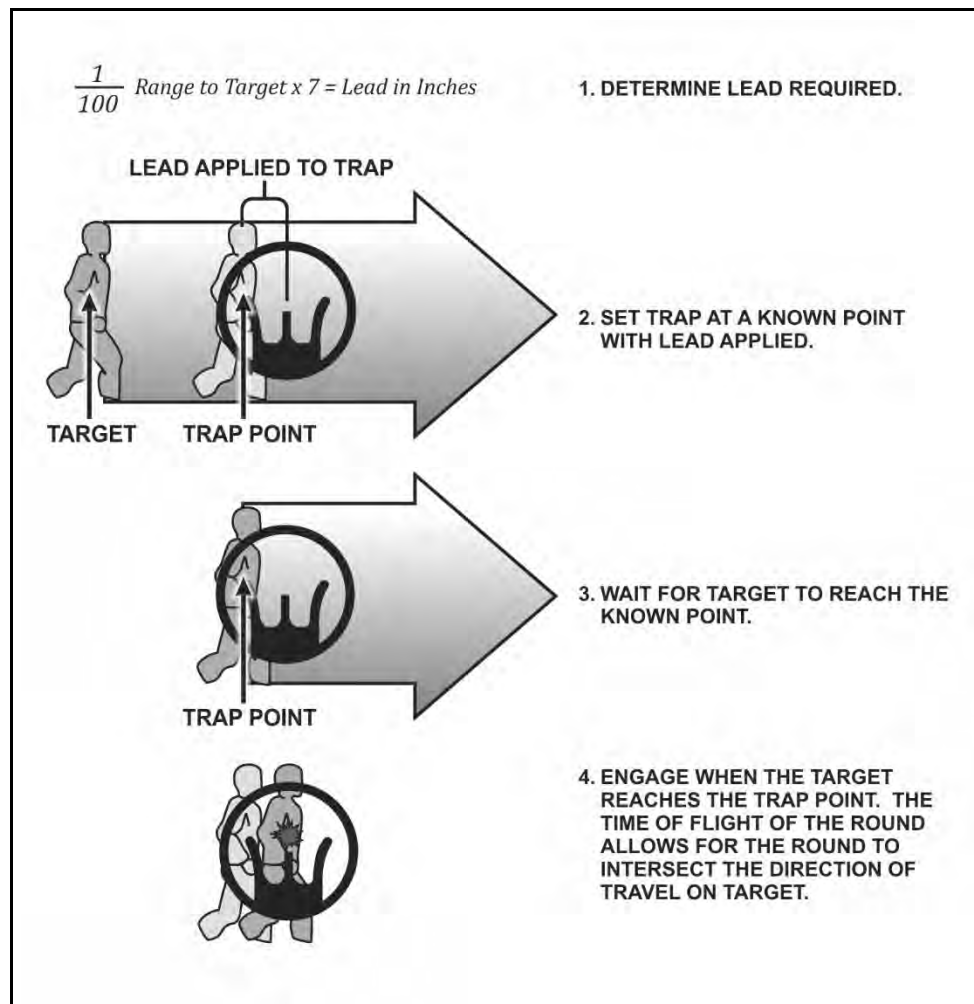 1/100 Range to Target x 7 = Lead in Inches
1. DETERMINE LEAD REQUIRED.
LEAD APPLIED TO TRAP
2. SET TRAP AT A KNOWN POINT
WITH LEAD APPLIED.
TARGET
TRAP POINT
3. WAIT FOR TARGET TO REACH THE
KNOWN POINT.
TRAP POINT
4. ENGAGE WHEN THE TARGET
REACHES THE TRAP POINT. THE
TIME OF FLIGHT OF THE ROUND
ALLOWS FOR THE ROUND TO
INTERSECT THE DIRECTION OF
TRAVEL ON TARGET.